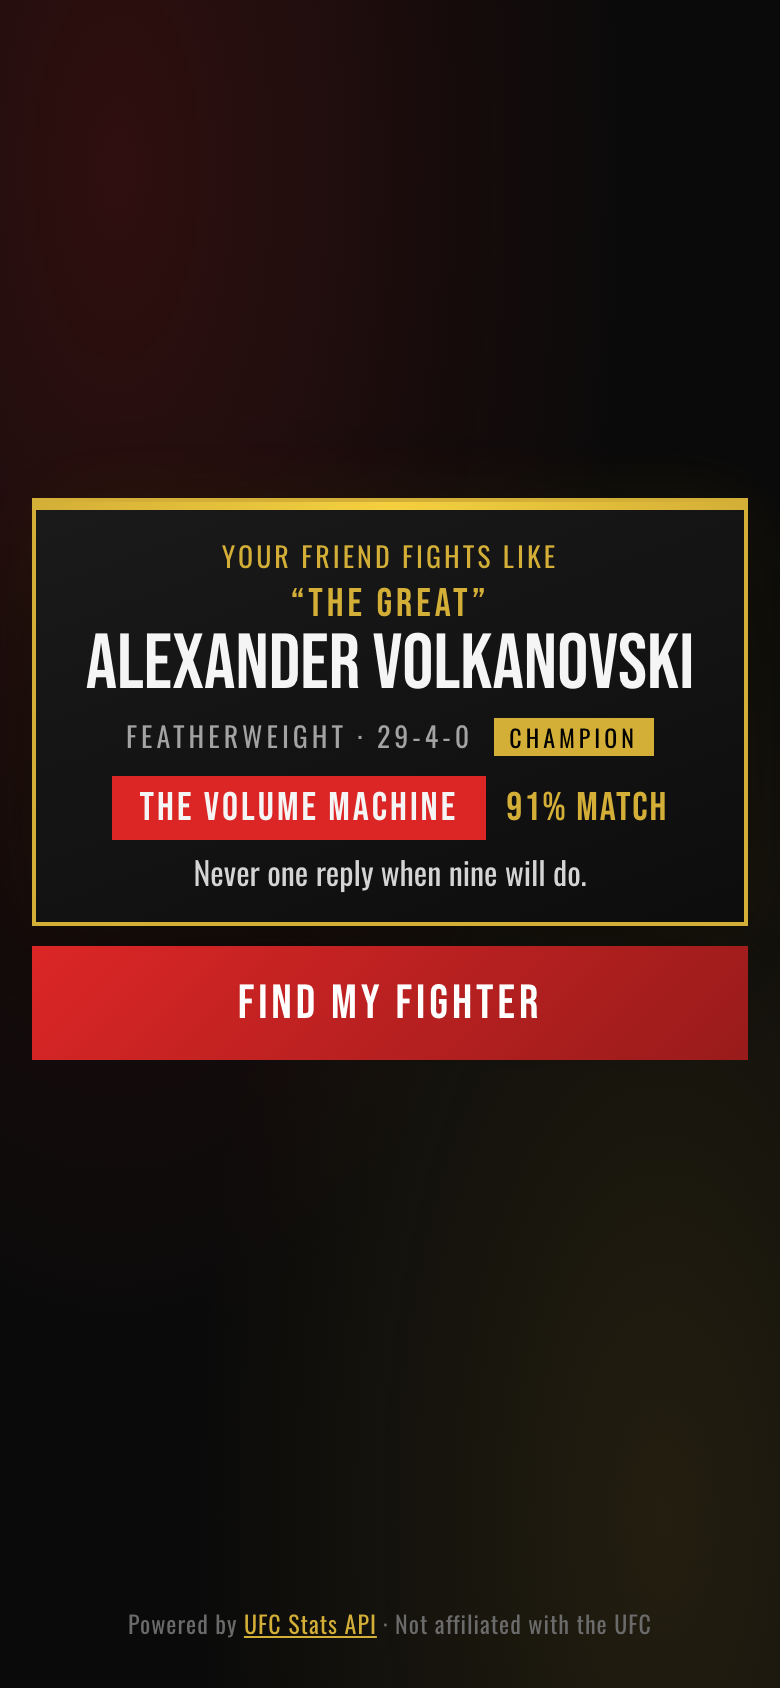 YOUR FRIEND FIGHTS LIKE
“THE GREAT”
ALEXANDER VOLKANOVSKI
FEATHERWEIGHT · 29-4-0 CHAMPION
THE VOLUME MACHINE 91% MATCH
Never one reply when nine will do.
FIND MY FIGHTER
Powered by UFC Stats API · Not affiliated with the UFC